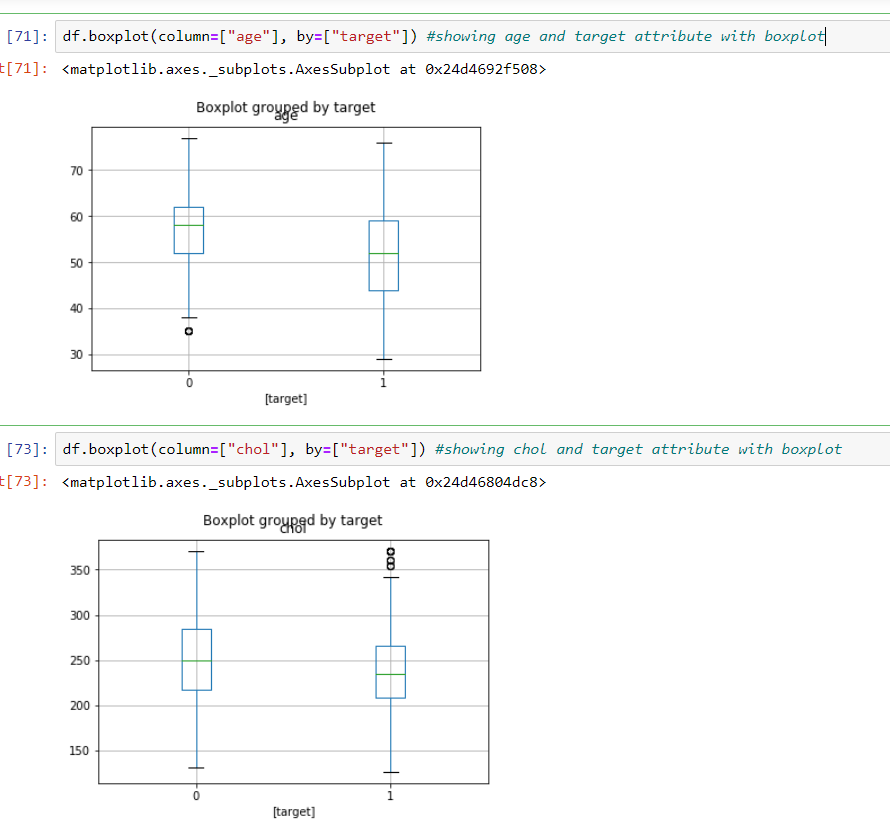 [71]: df.boxplot(column=["age"], by=["target"]) #showing age and target attribute with boxplot
t[71]: <matplotlib.axes._subplots.AxesSubplot at 0x24d4692f508>
Boxplot grouped by target
age
70
60
50
40
30
0 1
[target]
[73]: df.boxplot(column=["chol"], by=["target"]) #showing chol and target attribute with boxplot
t[73]: <matplotlib.axes._subplots.AxesSubplot at 0x24d46804dc8>
Boxplot grouped by target
chol
350
300
250
200
150
0 1
[target]